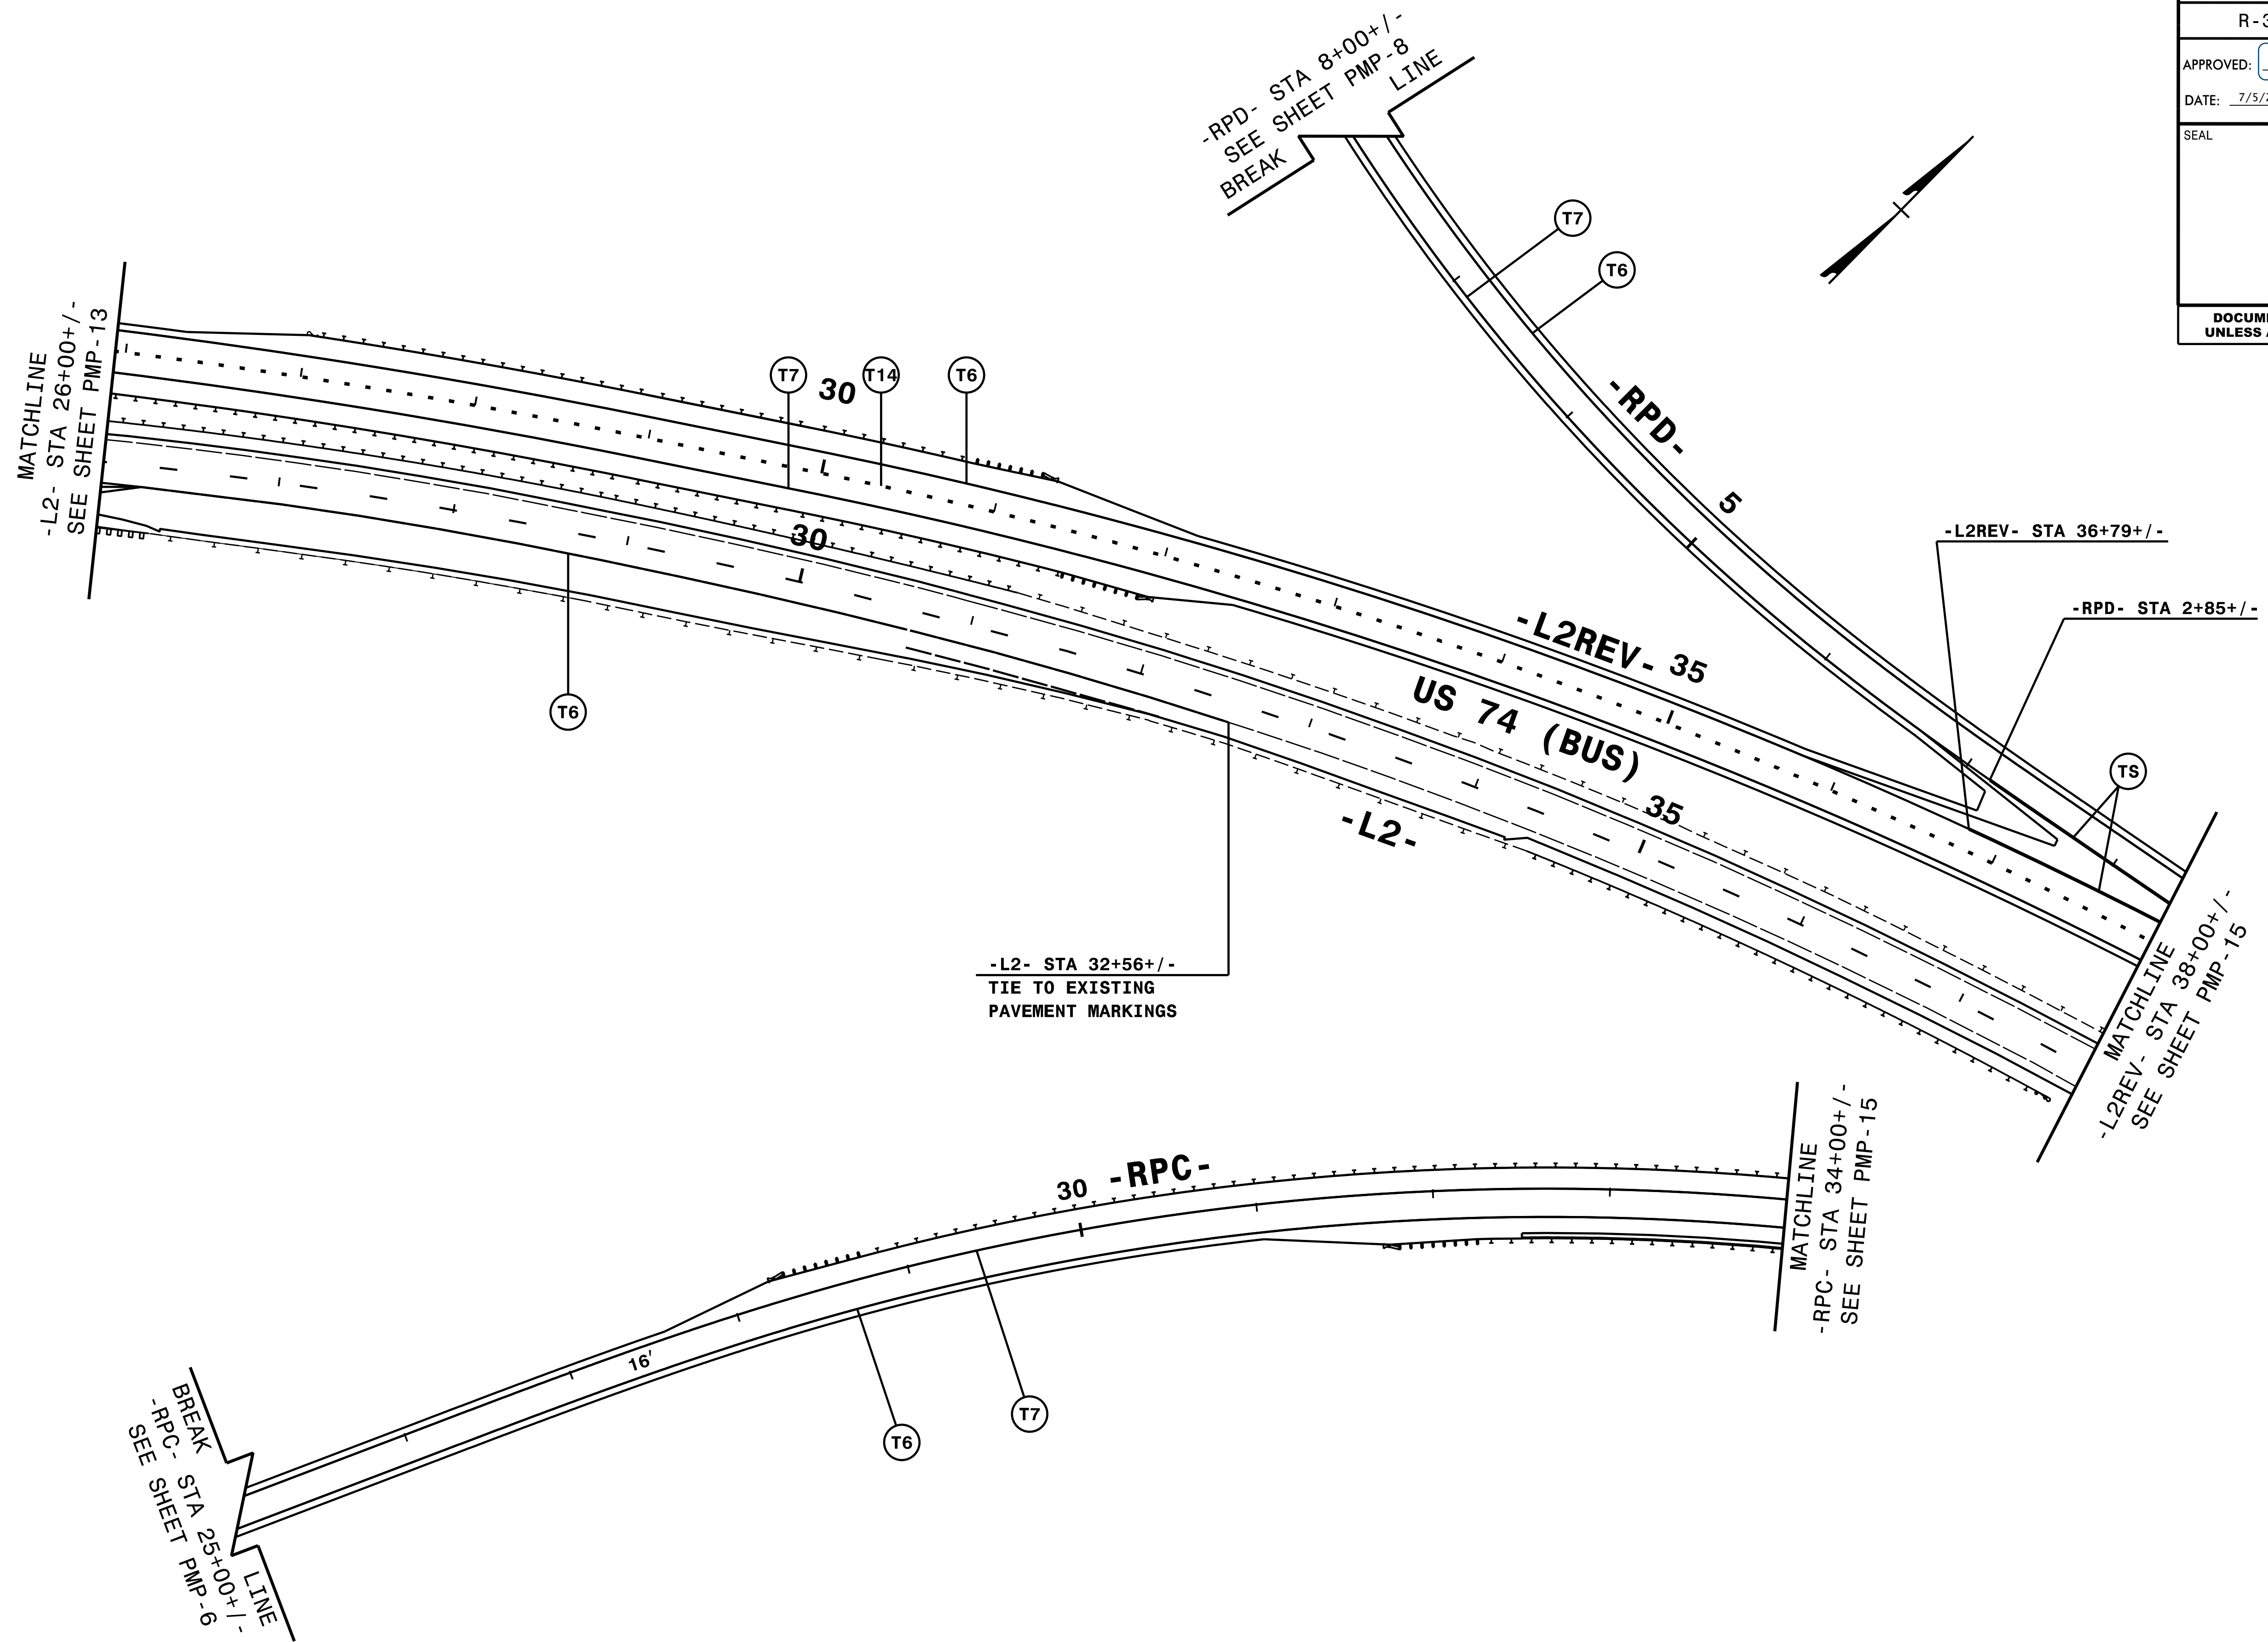 R-3
APPROVED:
DATE: 7/5/2
SEAL
DOCUM
UNLESS A
-RPD- STA 8+00+/-
SEE SHEET PMP-8
BREAK LINE
T7
T6
-RPD-
5
MATCHLINE
-L2- STA 26+00+/-
SEE SHEET PMP-13
T7
30
T14
T6
30
T6
-L2REV- STA 36+79+/-
-RPD- STA 2+85+/-
-L2REV- 35
US 74 (BUS)
35
-L2-
TS
-L2- STA 32+56+/-
TIE TO EXISTING
PAVEMENT MARKINGS
MATCHLINE
-L2REV- STA 38+00+/-
SEE SHEET PMP-15
30 -RPC-
MATCHLINE
-RPC- STA 34+00+/-
SEE SHEET PMP-15
16'
T7
T6
BREAK LINE
-RPC- STA 25+00+/-
SEE SHEET PMP-6